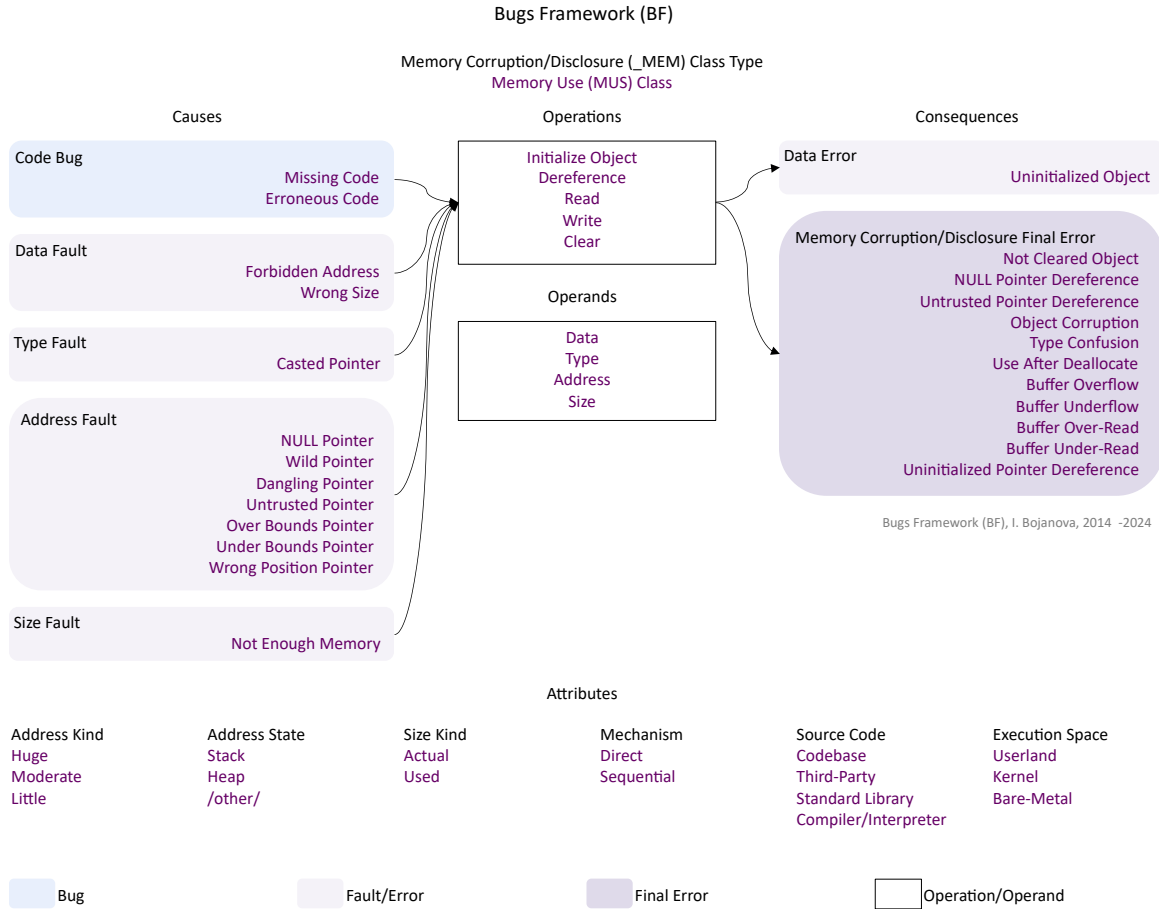 Bugs Framework (BF)
Memory Corruption/Disclosure (_MEM) Class Type
Memory Use (MUS) Class
Causes
Operations
Consequences
Code Bug
Missing Code
Erroneous Code
Data Fault
Forbidden Address
Wrong Size
Type Fault
Casted Pointer
Address Fault
NULL Pointer
Wild Pointer
Dangling Pointer
Untrusted Pointer
Over Bounds Pointer
Under Bounds Pointer
Wrong Position Pointer
Size Fault
Not Enough Memory
Initialize Object
Dereference
Read
Write
Clear
Operands
Data
Type
Address
Size
Data Error
Uninitialized Object
Memory Corruption/Disclosure Final Error
Not Cleared Object
NULL Pointer Dereference
Untrusted Pointer Dereference
Object Corruption
Type Confusion
Use After Deallocate
Buffer Overflow
Buffer Underflow
Buffer Over-Read
Buffer Under-Read
Uninitialized Pointer Dereference
Bugs Framework (BF), I. Bojanova, 2014 -2024
Attributes
Address Kind
Huge
Moderate
Little
Address State
Stack
Heap
/other/
Size Kind
Actual
Used
Mechanism
Direct
Sequential
Source Code
Codebase
Third-Party
Standard Library
Compiler/Interpreter
Execution Space
Userland
Kernel
Bare-Metal
Bug
Fault/Error
Final Error
Operation/Operand